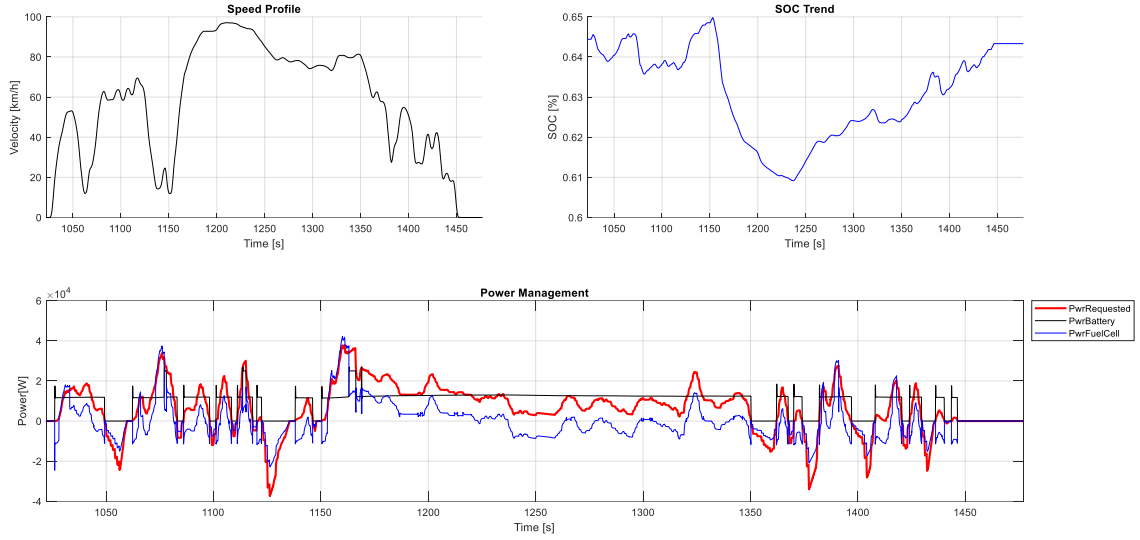 Speed Profile
100
80
60
40
20
0
Velocity [km/h]
1050 1100 1150 1200 1250 1300 1350 1400 1450
Time [s]
SOC Trend
0.65
0.64
0.63
0.62
0.61
0.6
SOC [%]
1050 1100 1150 1200 1250 1300 1350 1400 1450
Time [s]
Power Management
×10⁴
6
4
2
0
-2
-4
Power[W]
1050 1100 1150 1200 1250 1300 1350 1400 1450
Time [s]
PwrRequested
PwrBattery
PwrFuelCell